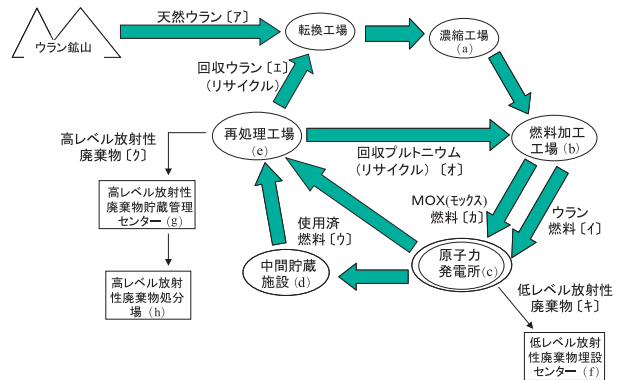 天然ウラン〔ア〕
ウラン鉱山
転換工場
濃縮工場
(a)
回収ウラン〔エ〕
(リサイクル)
高レベル放射性
廃棄物〔ク〕
再処理工場
(e)
回収プルトニウム
(リサイクル)〔オ〕
燃料加工
工場(b)
高レベル放射性
廃棄物貯蔵管理
センター(g)
使用済
燃料〔ウ〕
MOX(モックス)
燃料〔カ〕
ウラン
燃料〔イ〕
原子力
発電所(c)
中間貯蔵
施設(d)
高レベル放射
性廃棄物処分
場(h)
低レベル放射性
廃棄物〔キ〕
低レベル放射
性廃棄物埋設
センター(f)